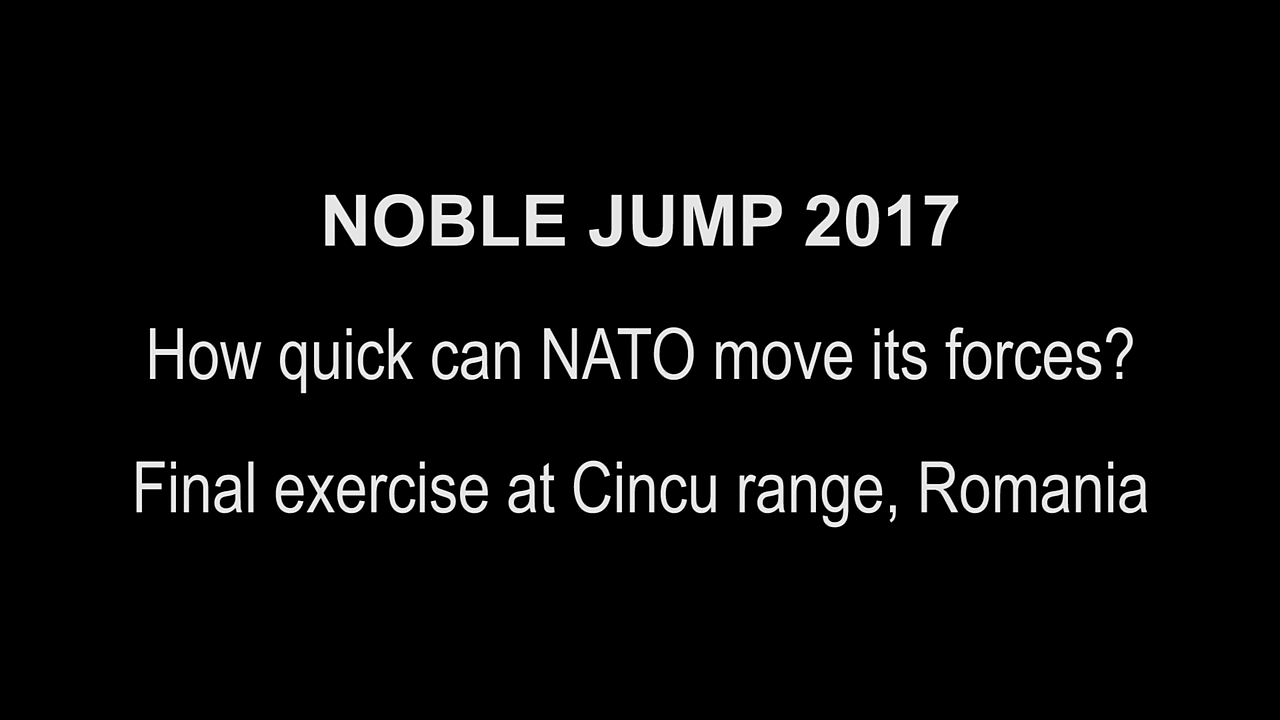 NOBLE JUMP 2017
How quick can NATO move its forces?
Final exercise at Cincu range, Romania